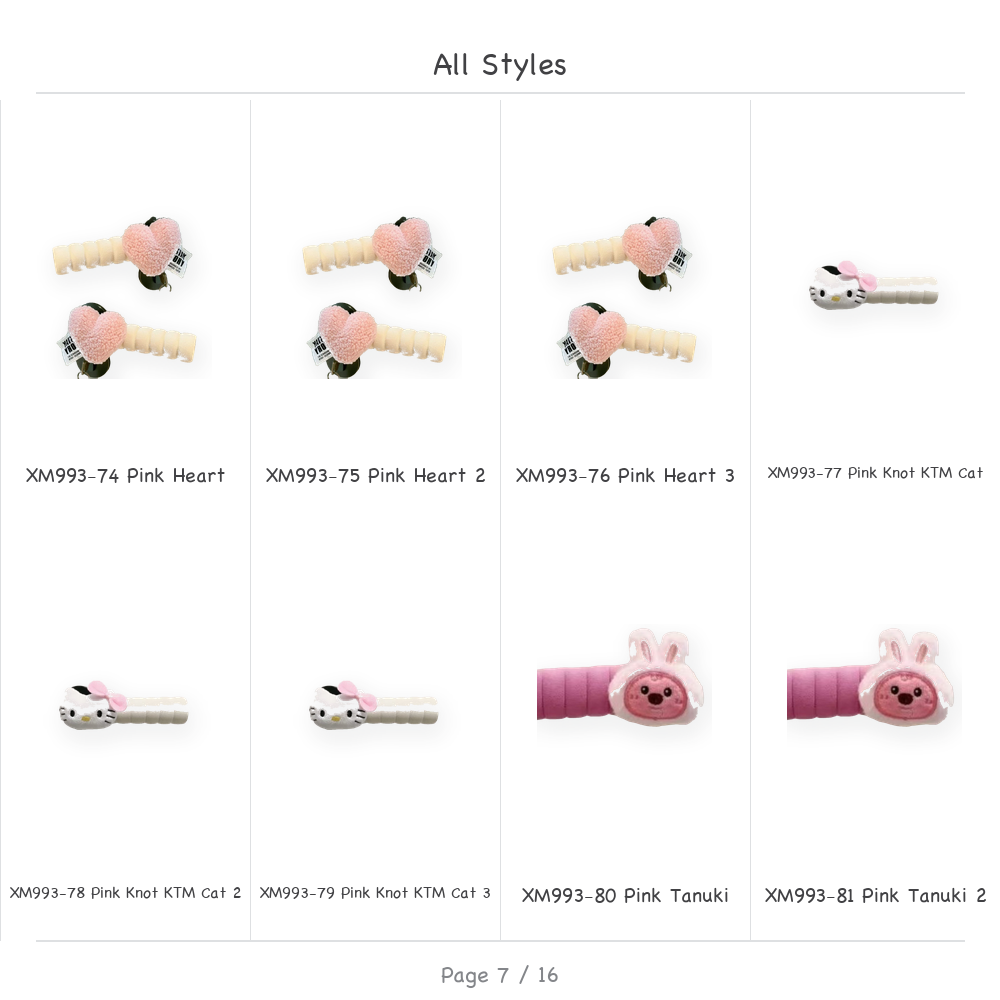 All Styles
XM993-74 Pink Heart
XM993-75 Pink Heart 2
XM993-76 Pink Heart 3
XM993-77 Pink Knot KTM Cat
XM993-78 Pink Knot KTM Cat 2
XM993-79 Pink Knot KTM Cat 3
XM993-80 Pink Tanuki
XM993-81 Pink Tanuki 2
Page 7 / 16